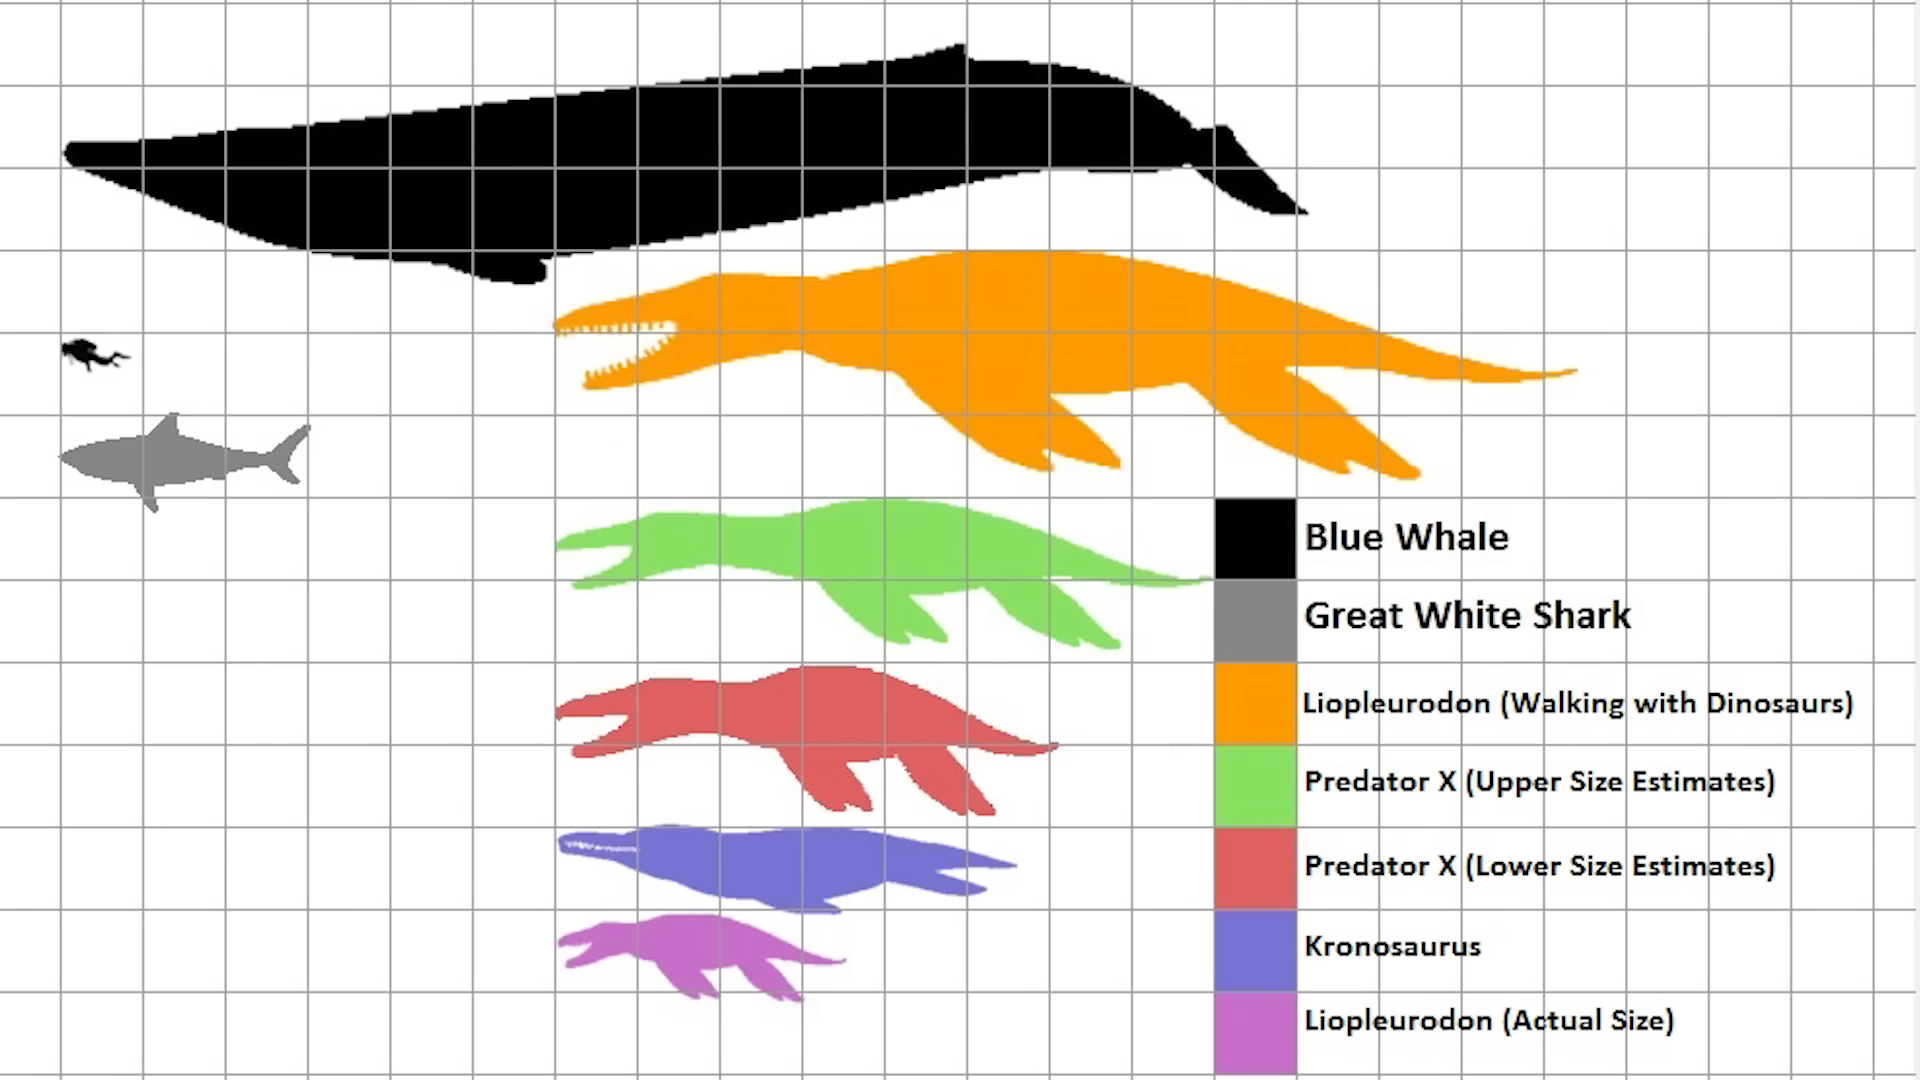 Blue Whale
Great White Shark
Liopleurodon (Walking with Dinosaurs)
Predator X (Upper Size Estimates)
Predator X (Lower Size Estimates)
Kronosaurus
Liopleurodon (Actual Size)